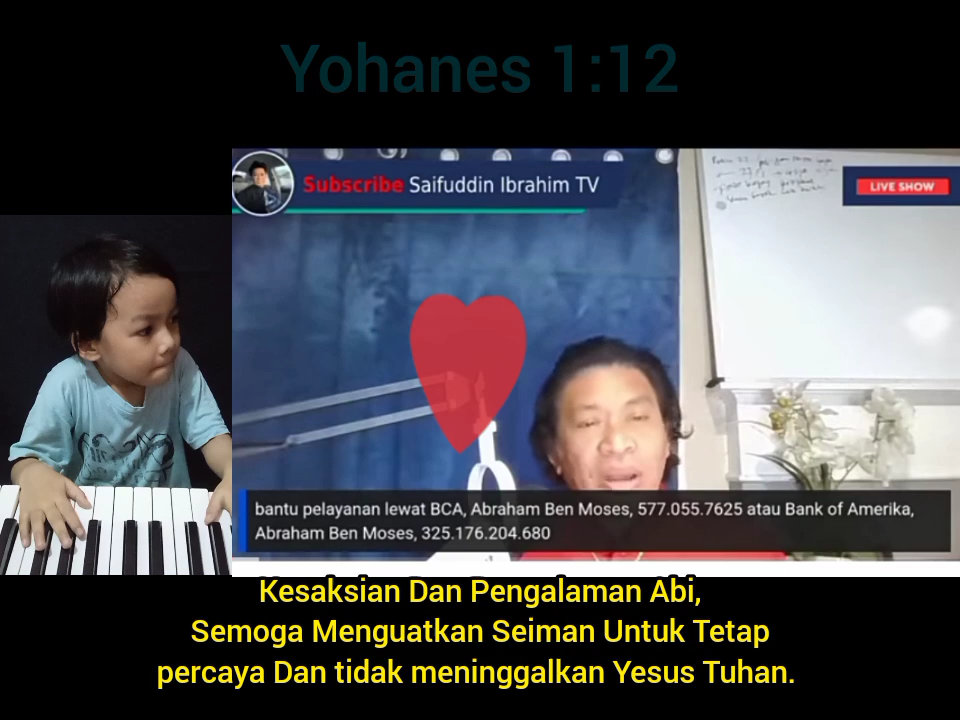 Yohanes 1:12
Subscribe Saifuddin Ibrahim TV
LIVE SHOW
bantu pelayanan lewat BCA, Abraham Ben Moses, 577.055.7625 atau Bank of Amerika,
Abraham Ben Moses, 325.176.204.680
Kesaksian Dan Pengalaman Abi,
Semoga Menguatkan Seiman Untuk Tetap
percaya Dan tidak meninggalkan Yesus Tuhan.